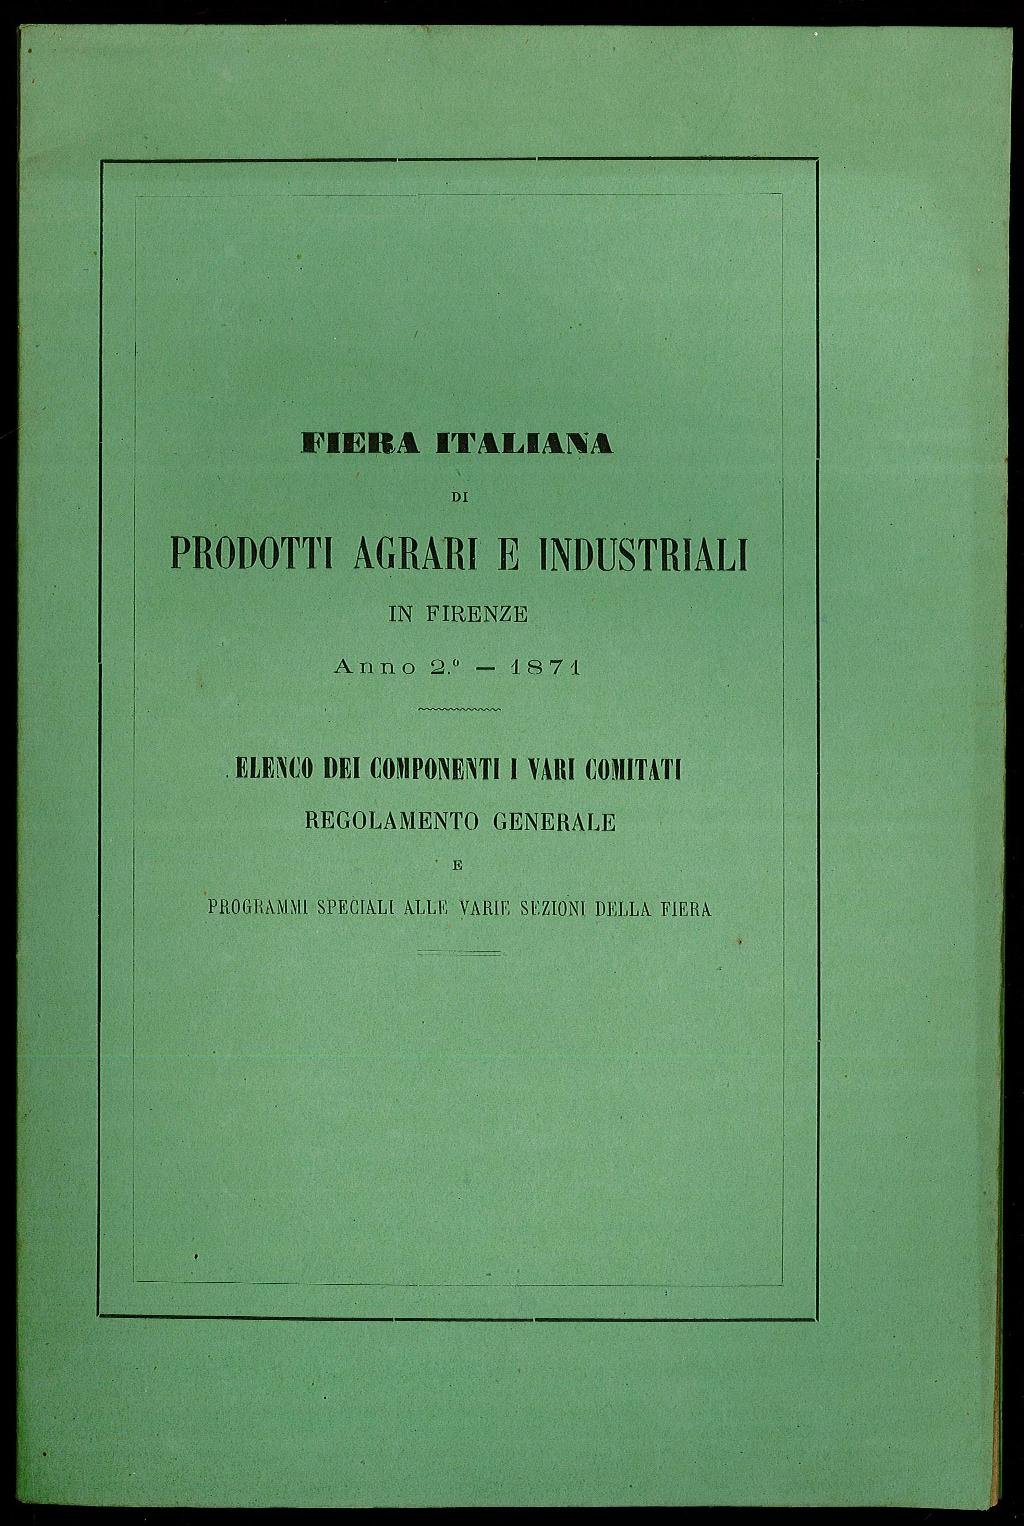 FIERA ITALIANA
DI
PRODOTTI AGRARI E INDUSTRIALI
IN FIRENZE
Anno 2.º — 1871
ELENCO DEI COMPONENTI I VARI COMITATI
REGOLAMENTO GENERALE
E
PROGRAMMI SPECIALI ALLE VARIE SEZIONI DELLA FIERA